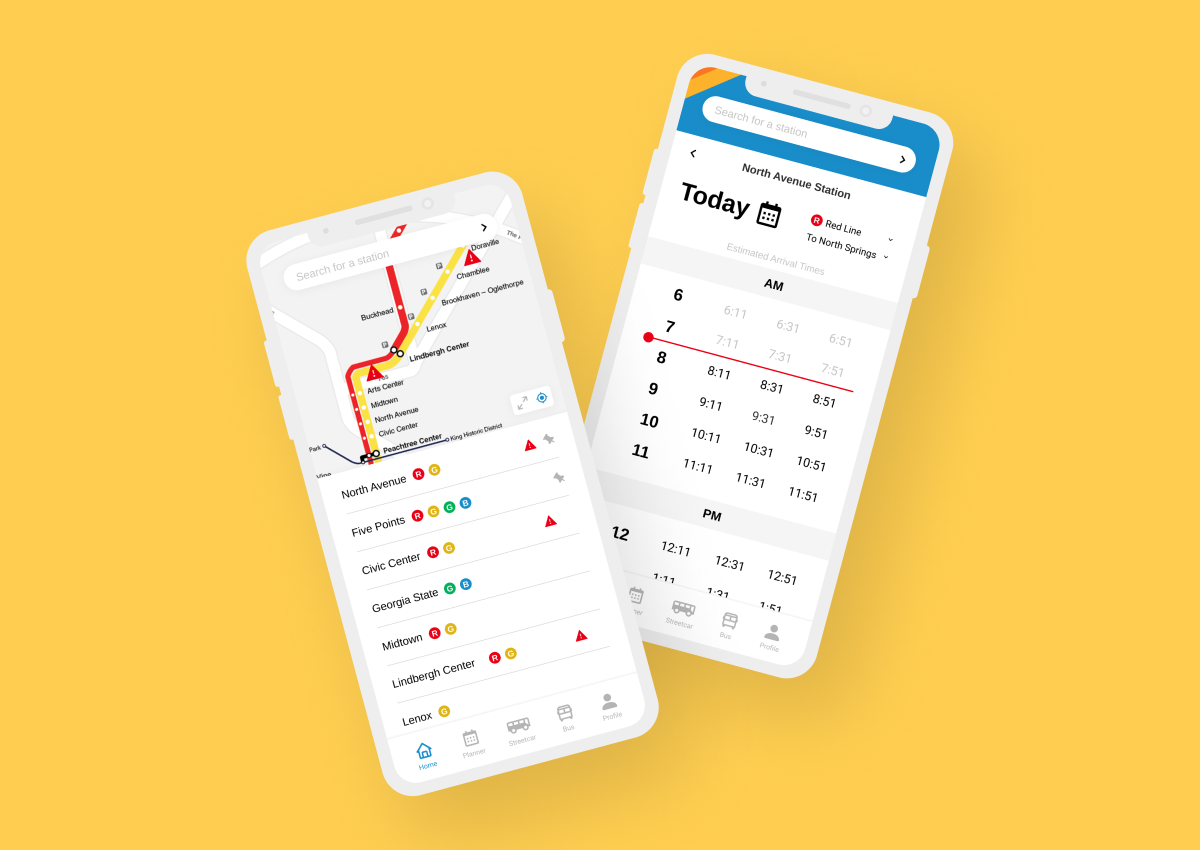 Search for a station
The
Doraville
Chamblee
Brookhaven – Oglethorpe
Buckhead
Lenox
Lindbergh Center
Arts Center
Midtown
North Avenue
Civic Center
Peachtree Center
King Historic District
Park
Vine
North Avenue R G
Five Points R G G B
Civic Center R G
Georgia State G B
Midtown R G
Lindbergh Center R G
Lenox G
Home Planner Streetcar Bus Profile
Search for a station
North Avenue Station
Today
R Red Line
To North Springs
Estimated Arrival Times
AM
6 6:11 6:31 6:51
7 7:11 7:31 7:51
8 8:11 8:31 8:51
9 9:11 9:31 9:51
10 10:11 10:31 10:51
11 11:11 11:31 11:51
PM
12 12:11 12:31 12:51
1:11 1:31 1:51
ner Streetcar Bus Profile